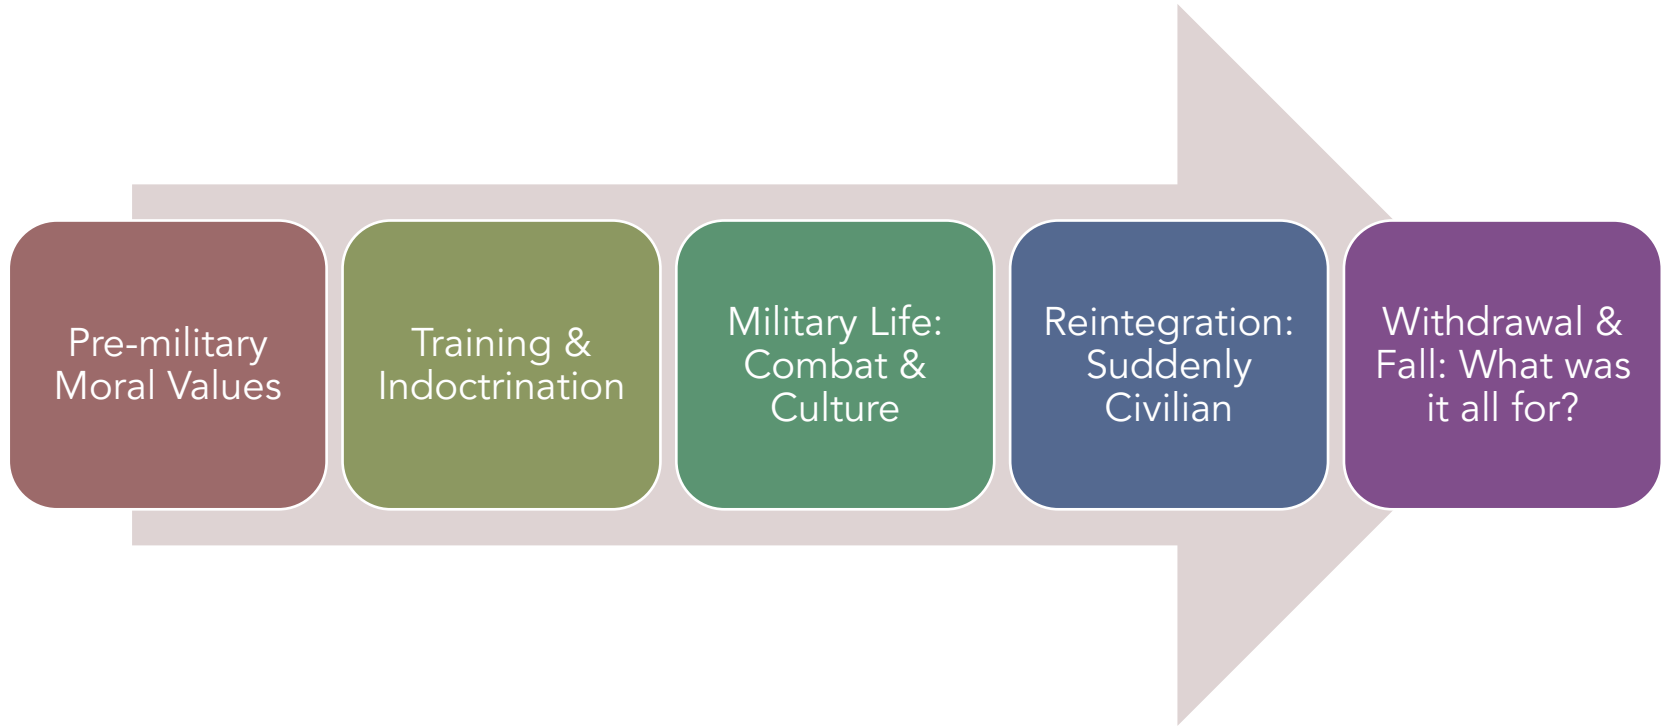 Pre-military
Moral Values
Training &
Indoctrination
Military Life:
Combat &
Culture
Reintegration:
Suddenly
Civilian
Withdrawal &
Fall: What was
it all for?